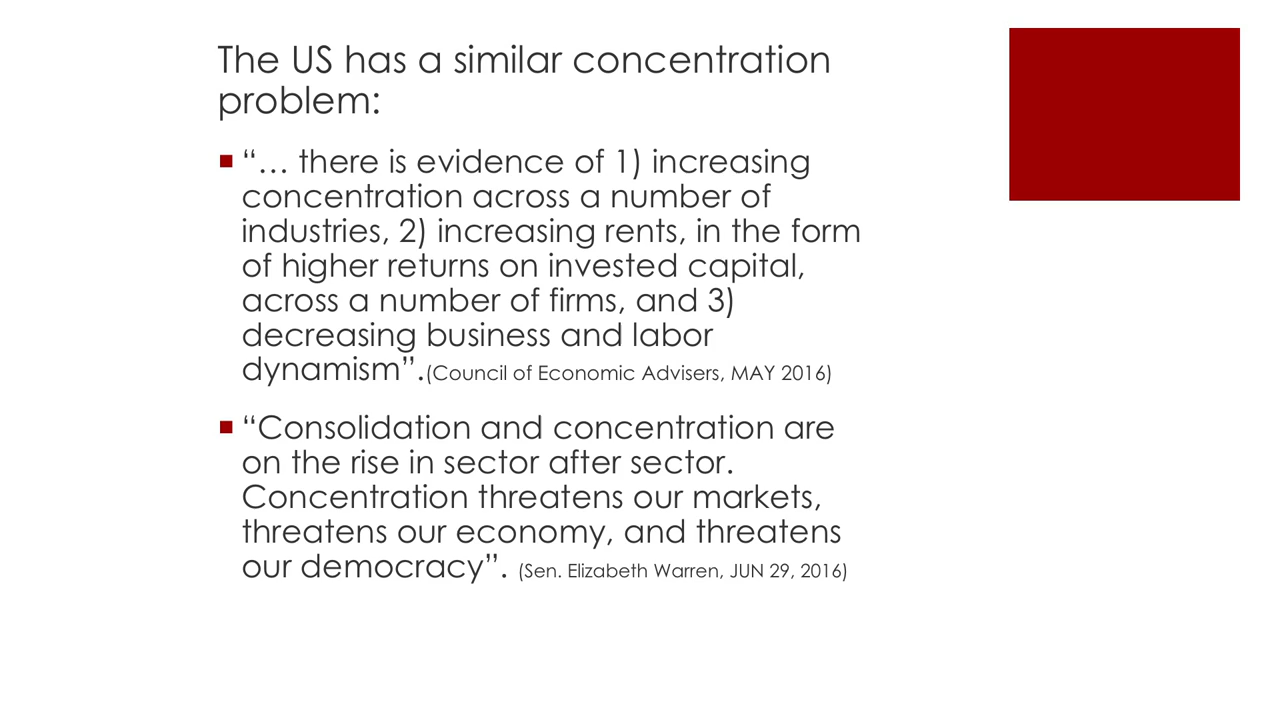 The US has a similar concentration
problem:
“… there is evidence of 1) increasing
concentration across a number of
industries, 2) increasing rents, in the form
of higher returns on invested capital,
across a number of firms, and 3)
decreasing business and labor
dynamism”.(Council of Economic Advisers, MAY 2016)
“Consolidation and concentration are
on the rise in sector after sector.
Concentration threatens our markets,
threatens our economy, and threatens
our democracy”. (Sen. Elizabeth Warren, JUN 29, 2016)